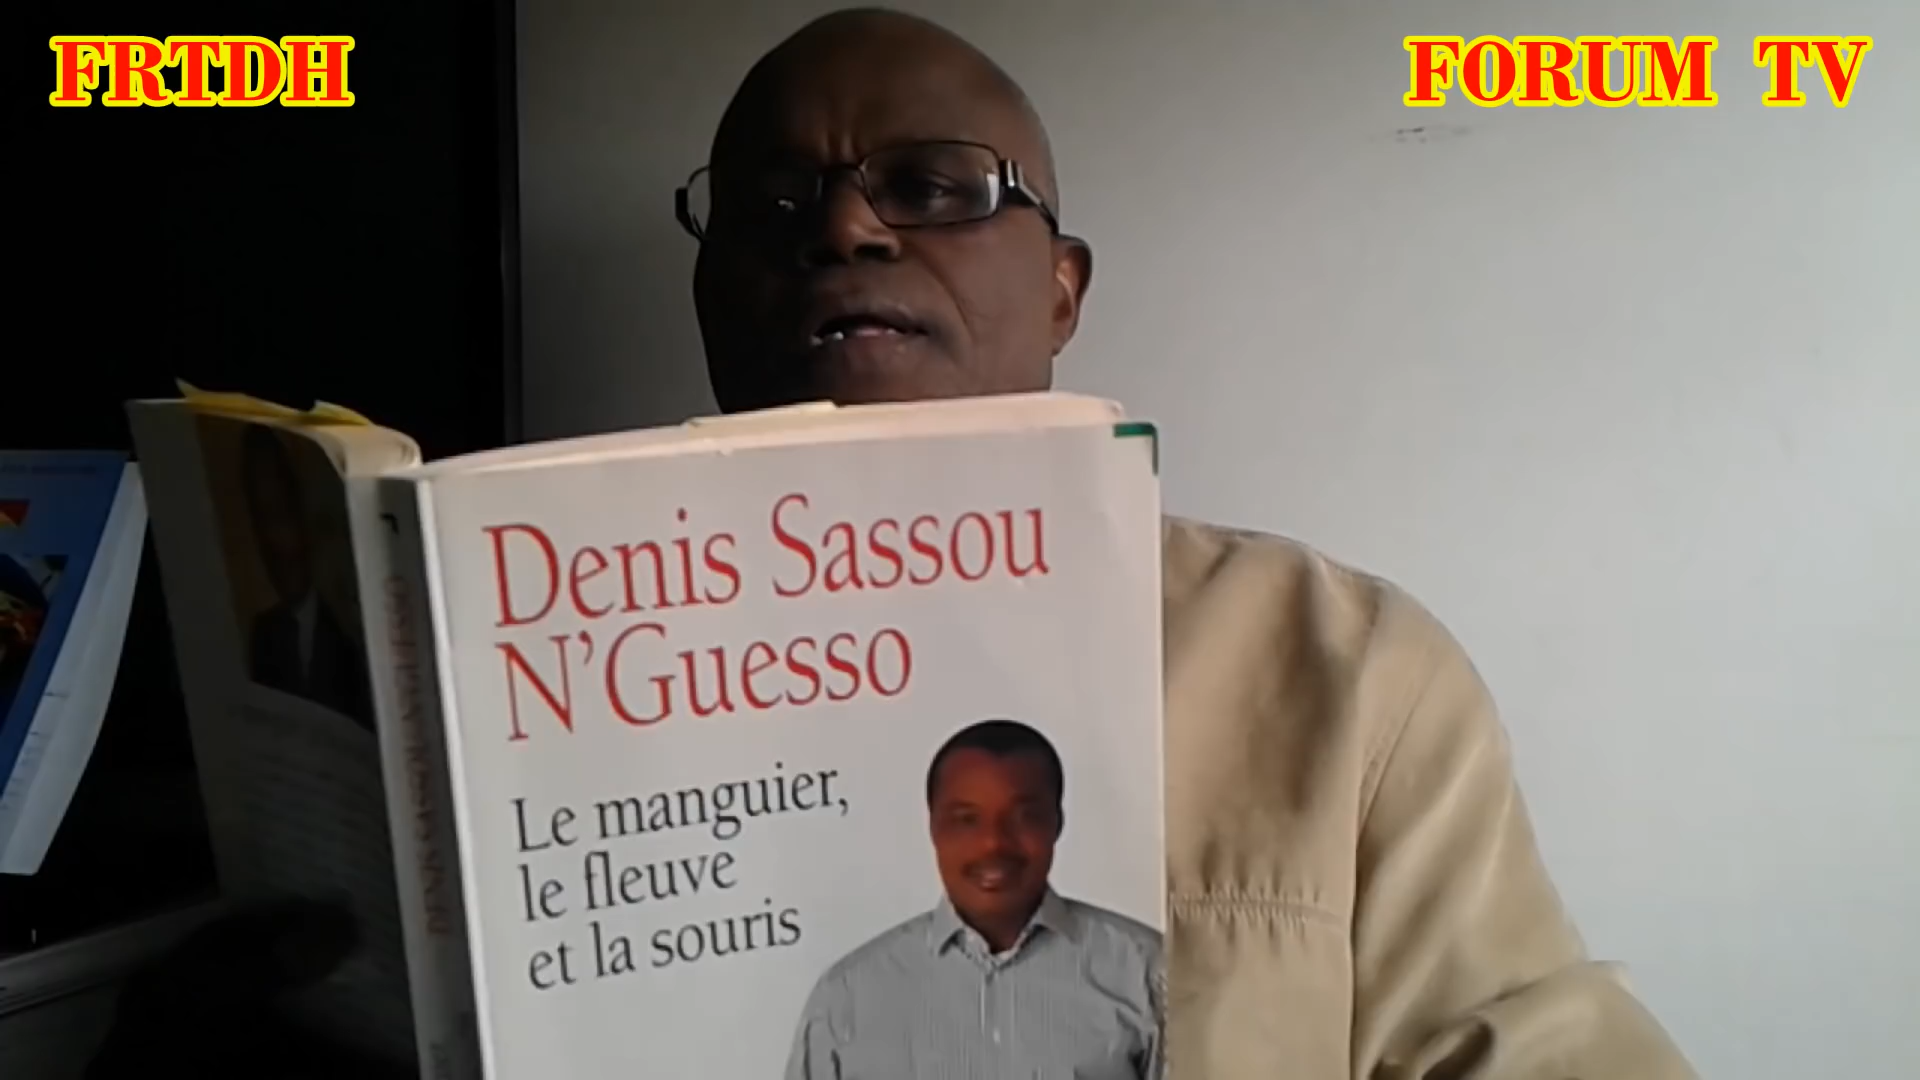 FRTDH
FORUM TV
Denis Sassou
N'Guesso
Le manguier,
le fleuve
et la souris